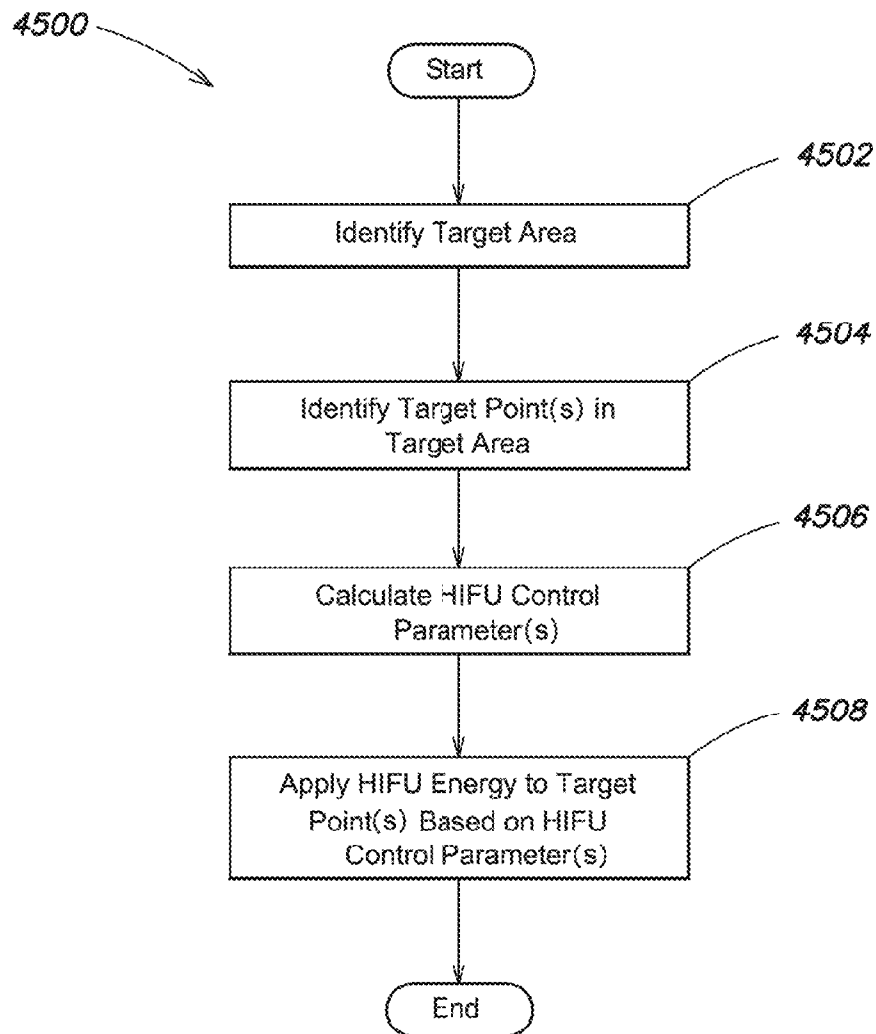 4500
Start
4502
Identify Target Area
4504
Identify Target Point(s) in
Target Area
4506
Calculate HIFU Control
Parameter(s)
4508
Apply HIFU Energy to Target
Point(s) Based on HIFU
Control Parameter(s)
End